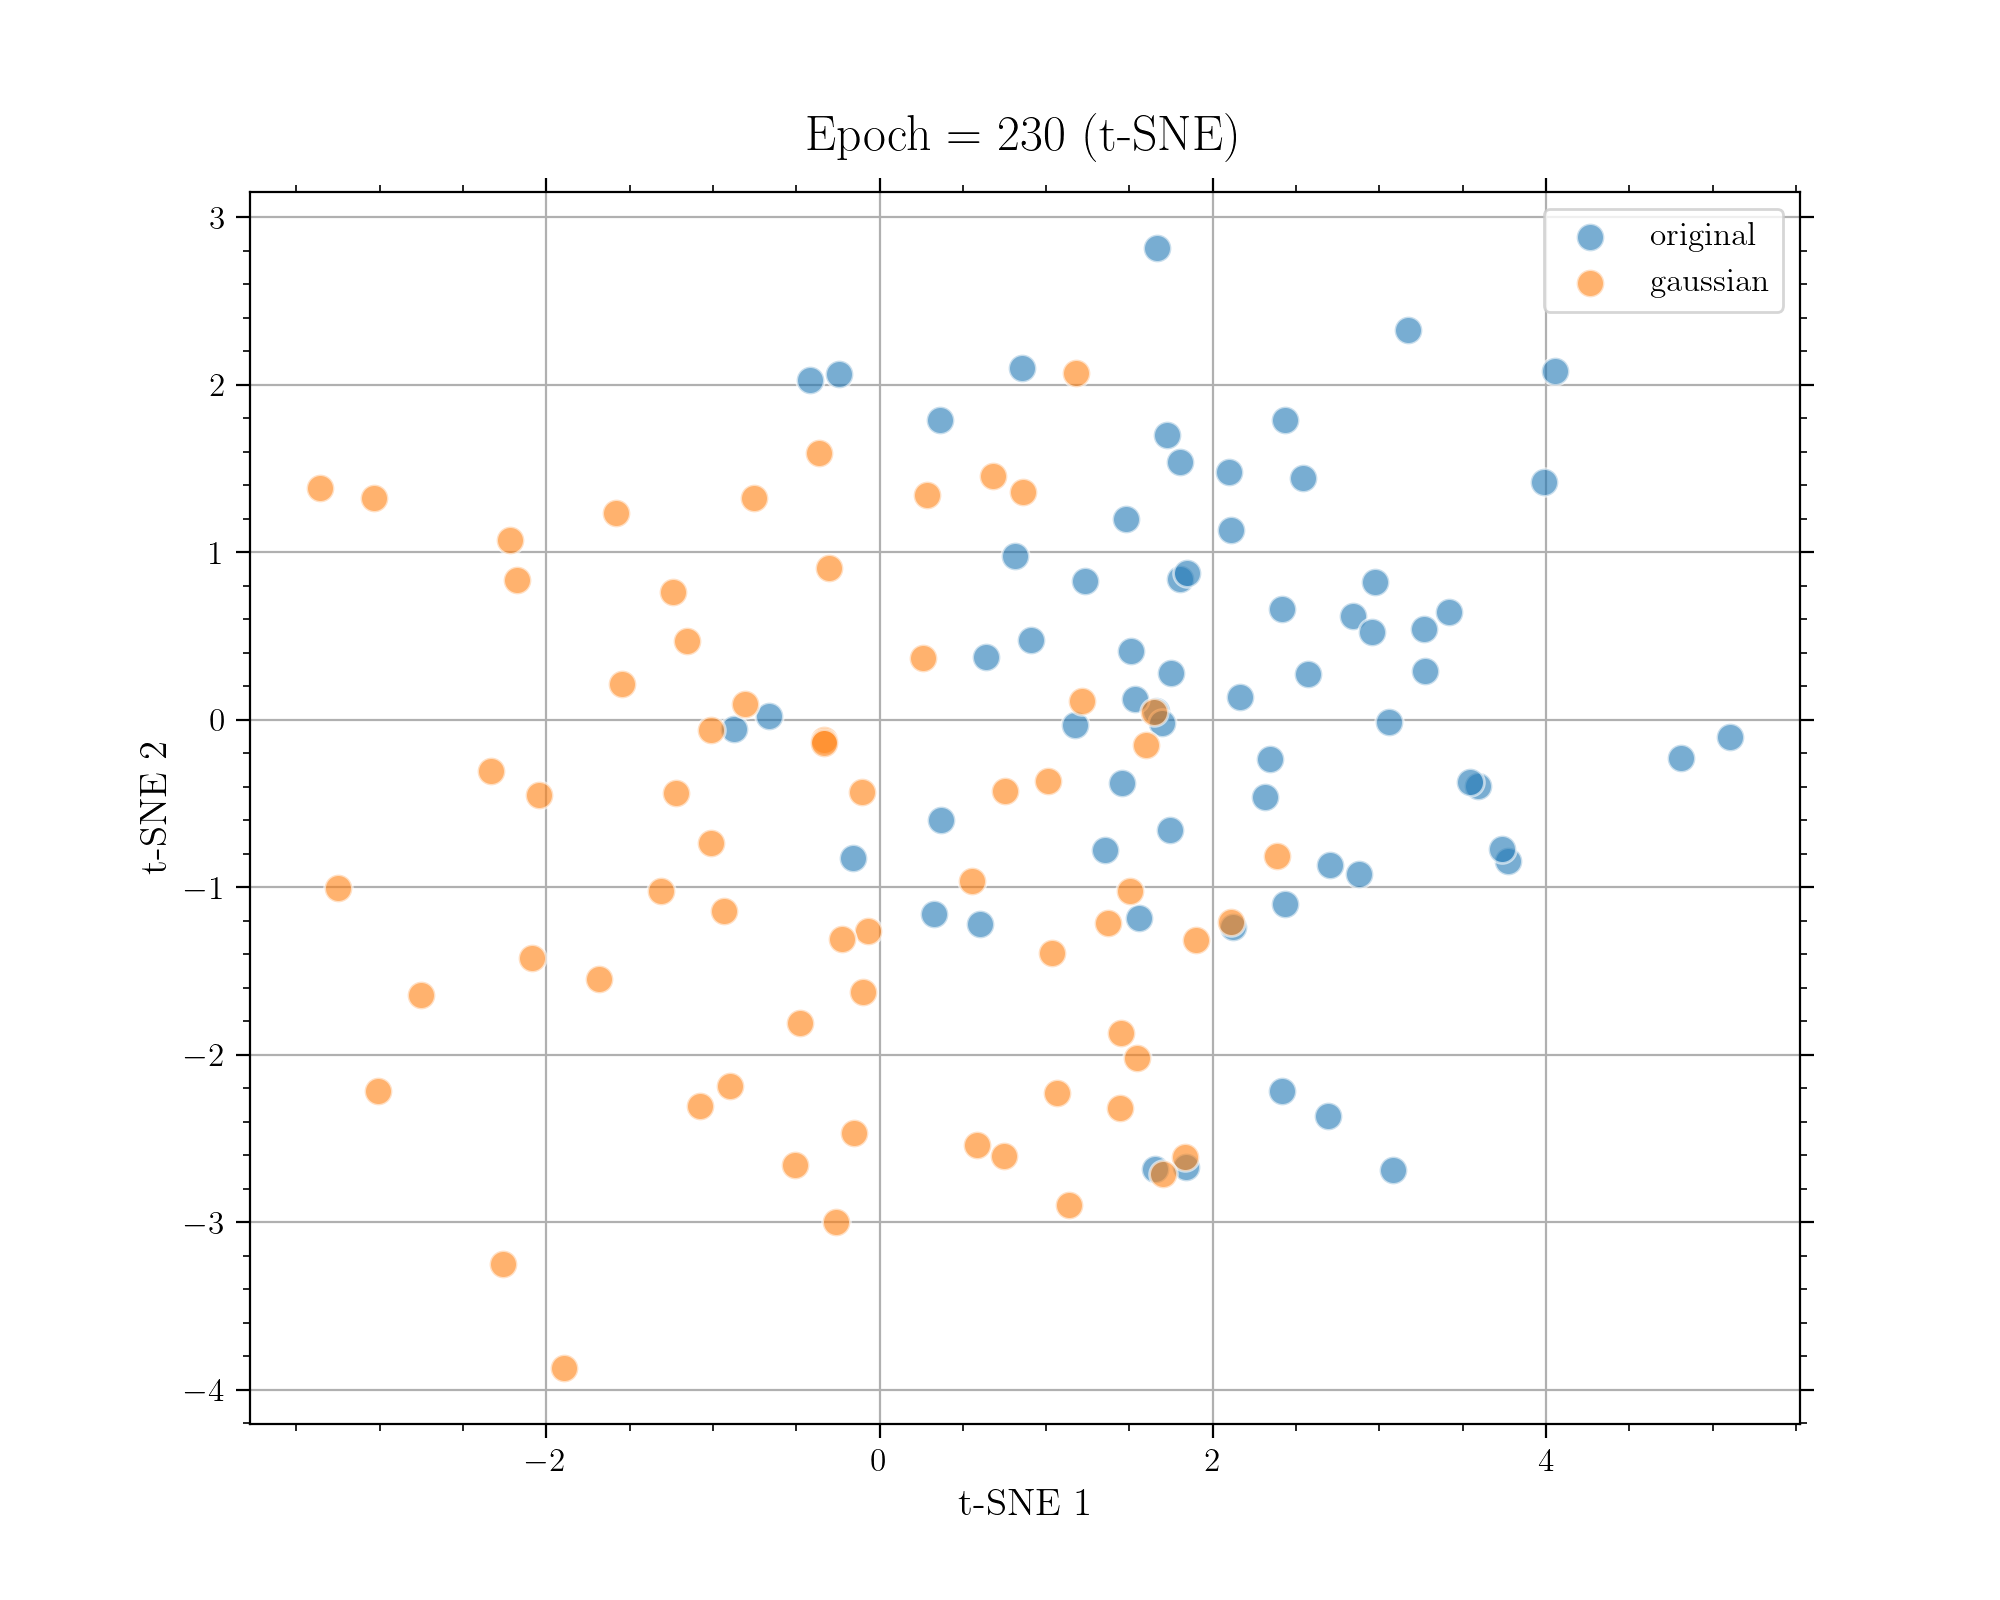 Epoch = 230 (t-SNE)
original
gaussian
3
2
1
0
−1
−2
−3
−4
t-SNE 2
−2
0
2
4
t-SNE 1